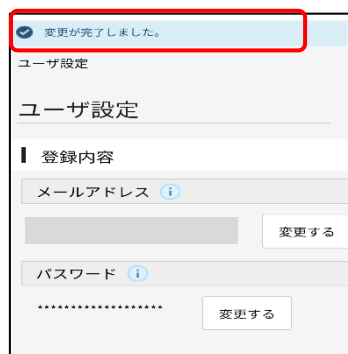 変更が完了しました。
ユーザ設定
ユーザ設定
登録内容
メールアドレス i
変更する
パスワード i
*******************
変更する